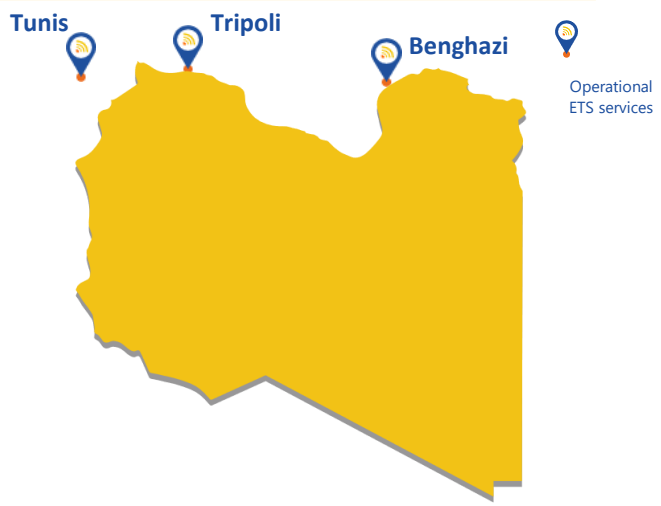 Tunis
Tripoli
Benghazi
Operational
ETS services